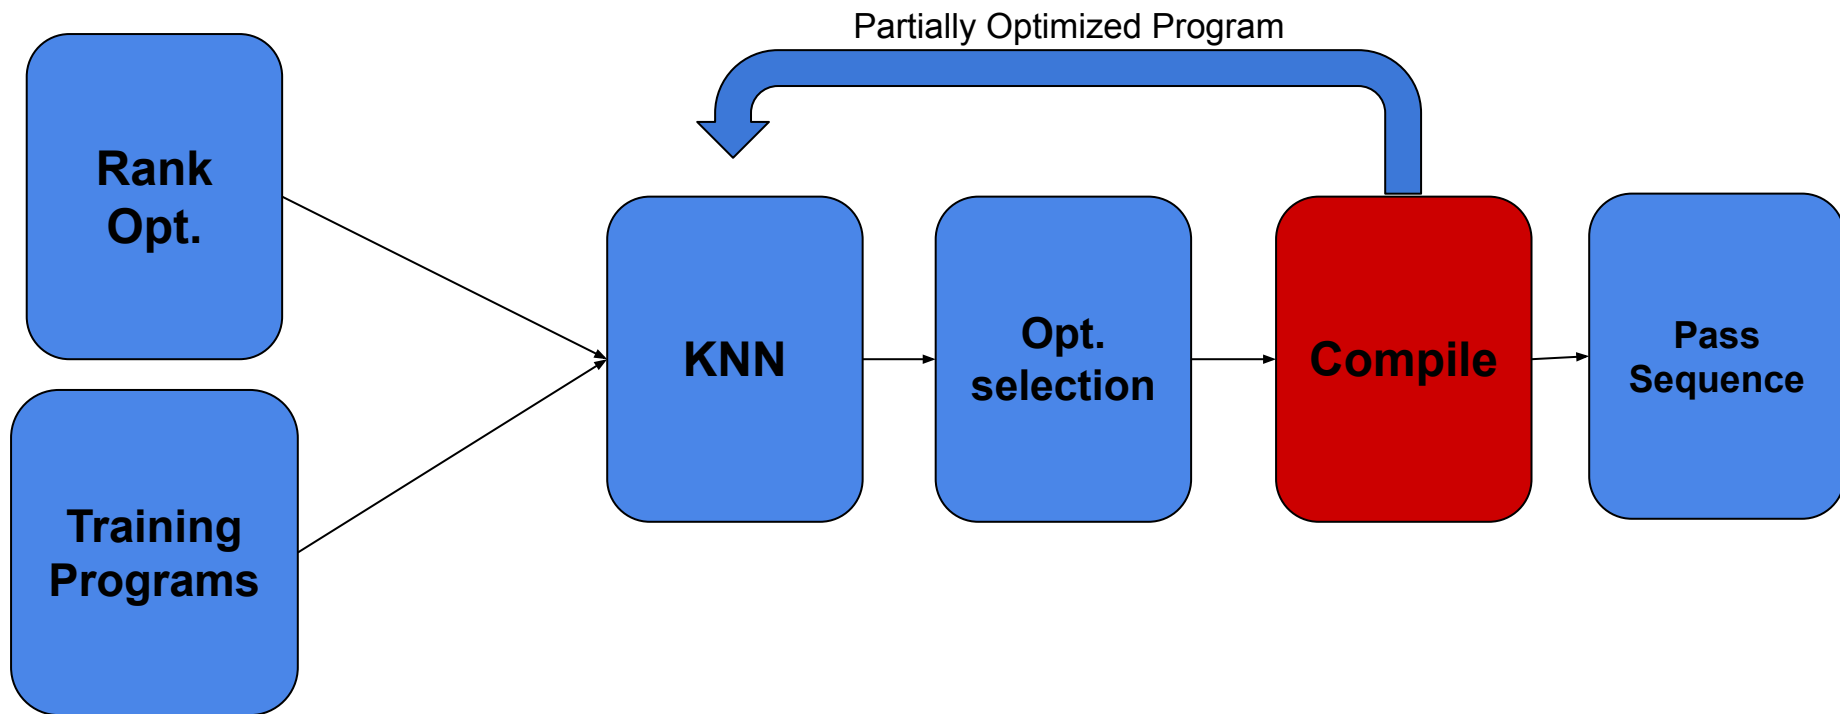 Partially Optimized Program
Rank
Opt.
Training
Programs
KNN
Opt.
selection
Compile
Pass
Sequence